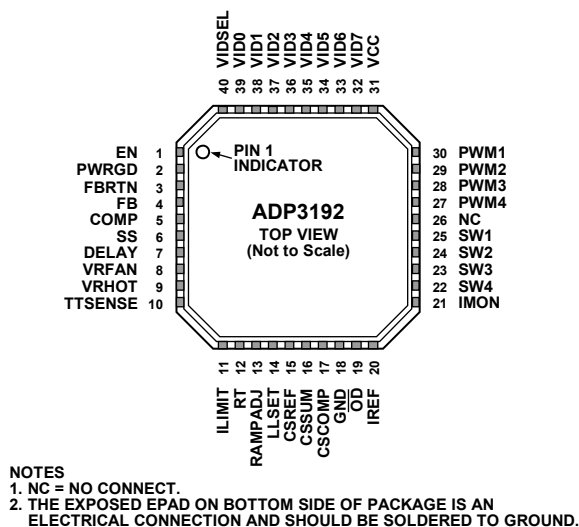 40 VIDSEL
39 VID0
38 VID1
37 VID2
36 VID3
35 VID4
34 VID5
33 VID6
32 VID7
31 VCC
EN 1
PWRGD 2
FBRTN 3
FB 4
COMP 5
SS 6
DELAY 7
VRFAN 8
VRHOT 9
TTSENSE 10
PIN 1
INDICATOR
ADP3192
TOP VIEW
(Not to Scale)
30 PWM1
29 PWM2
28 PWM3
27 PWM4
26 NC
25 SW1
24 SW2
23 SW3
22 SW4
21 IMON
ILIMIT 11
RT 12
RAMPADJ 13
LLSET 14
CSREF 15
CSSUM 16
CSCOMP 17
GND 18
OD 19
IREF 20
NOTES
1. NC = NO CONNECT.
2. THE EXPOSED EPAD ON BOTTOM SIDE OF PACKAGE IS AN
ELECTRICAL CONNECTION AND SHOULD BE SOLDERED TO GROUND.